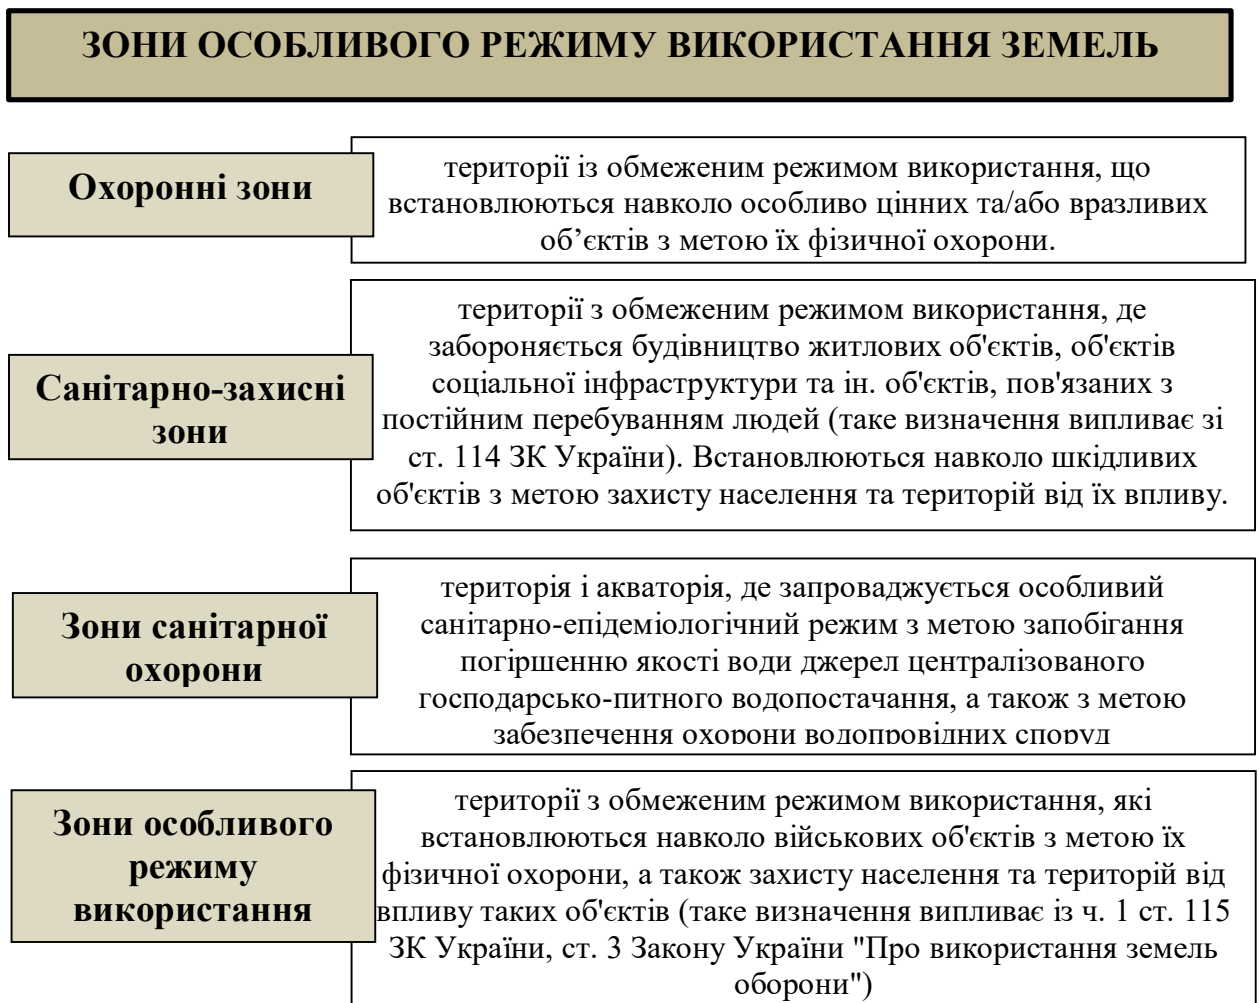 ЗОНИ ОСОБЛИВОГО РЕЖИМУ ВИКОРИСТАННЯ ЗЕМЕЛЬ
Охоронні зони
території із обмеженим режимом використання, що
встановлюються навколо особливо цінних та/або вразливих
об’єктів з метою їх фізичної охорони.
Санітарно-захисні
зони
території з обмеженим режимом використання, де
забороняється будівництво житлових об'єктів, об'єктів
соціальної інфраструктури та ін. об'єктів, пов'язаних з
постійним перебуванням людей (таке визначення випливає зі
ст. 114 ЗК України). Встановлюються навколо шкідливих
об'єктів з метою захисту населення та територій від їх впливу.
Зони санітарної
охорони
територія і акваторія, де запроваджується особливий
санітарно-епідеміологічний режим з метою запобігання
погіршенню якості води джерел централізованого
господарсько-питного водопостачання, а також з метою
забезпечення охорони водопровідних споруд
Зони особливого
режиму
використання
території з обмеженим режимом використання, які
встановлюються навколо військових об'єктів з метою їх
фізичної охорони, а також захисту населення та територій від
впливу таких об'єктів (таке визначення випливає із ч. 1 ст. 115
ЗК України, ст. 3 Закону України "Про використання земель
оборони")